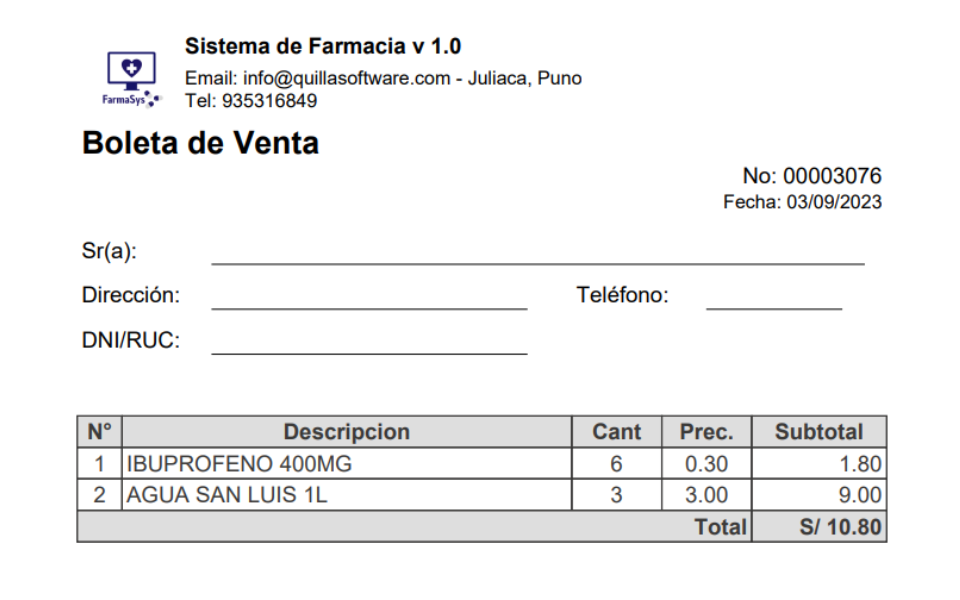 Sistema de Farmacia v 1.0
Email: info@quillasoftware.com - Juliaca, Puno
FarmaSys Tel: 935316849
Boleta de Venta
No: 00003076
Fecha: 03/09/2023
Sr(a):
Dirección: Teléfono:
DNI/RUC:
N° Descripcion Cant Prec. Subtotal
1 IBUPROFENO 400MG 6 0.30 1.80
2 AGUA SAN LUIS 1L 3 3.00 9.00
Total S/ 10.80